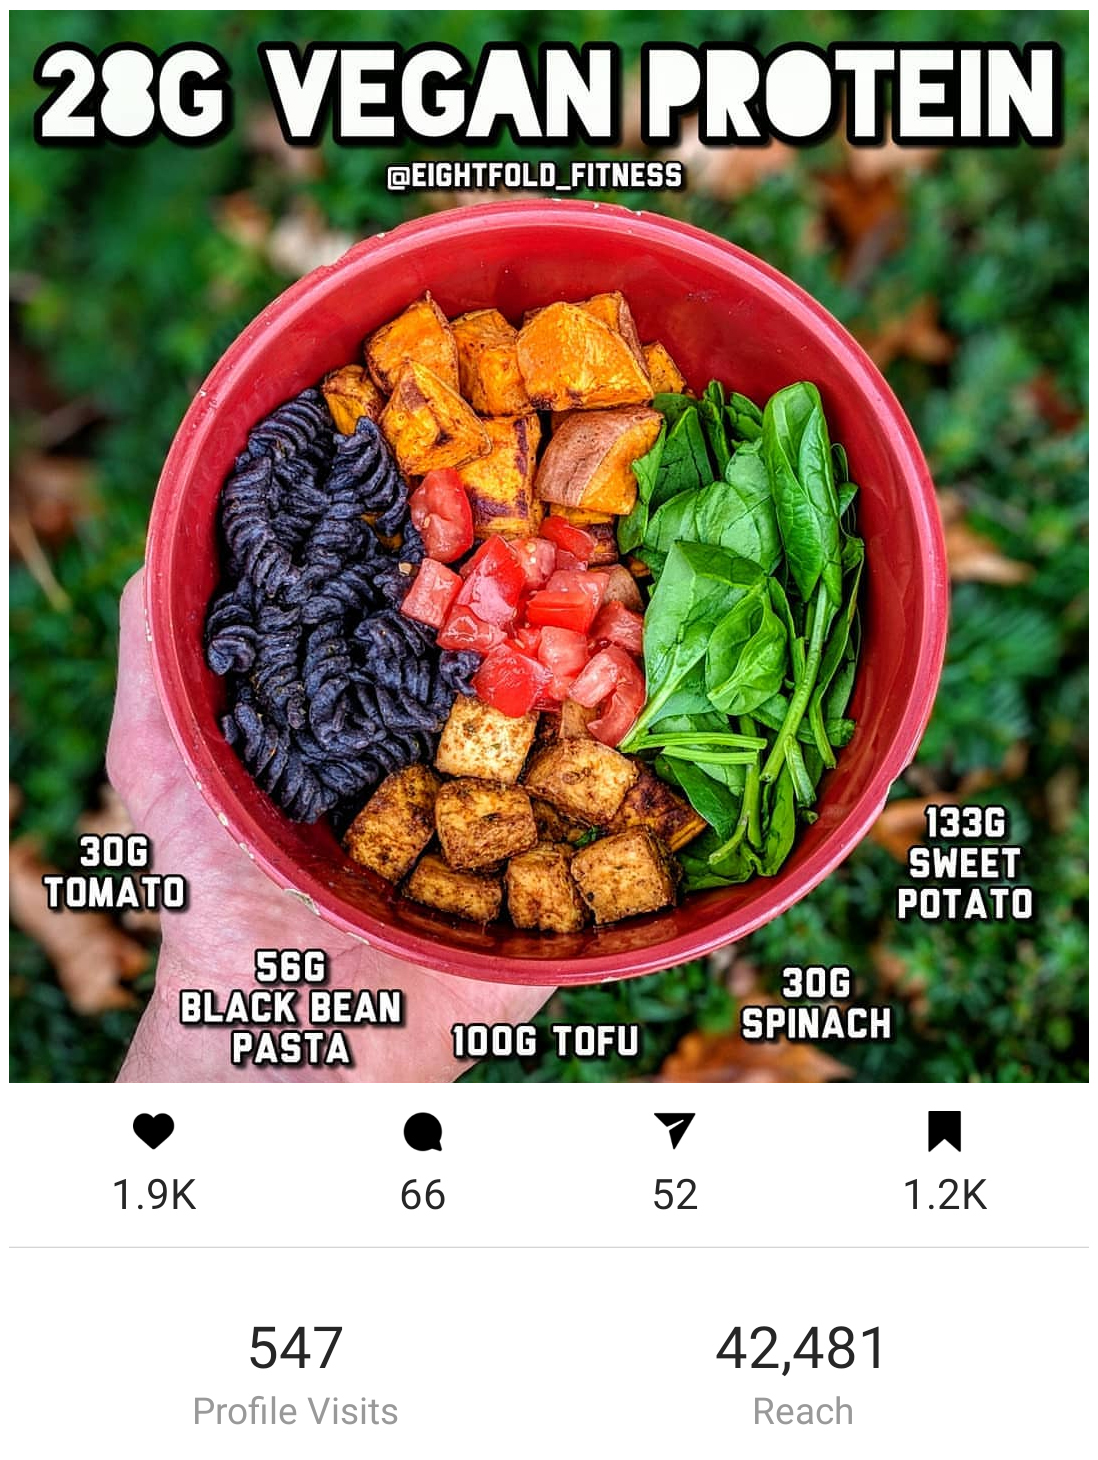 28G VEGAN PROTEIN
@EIGHTFOLD_FITNESS
30G
TOMATO
56G
BLACK BEAN
PASTA
100G TOFU
30G
SPINACH
133G
SWEET
POTATO
1.9K
66
52
1.2K
547
Profile Visits
42,481
Reach